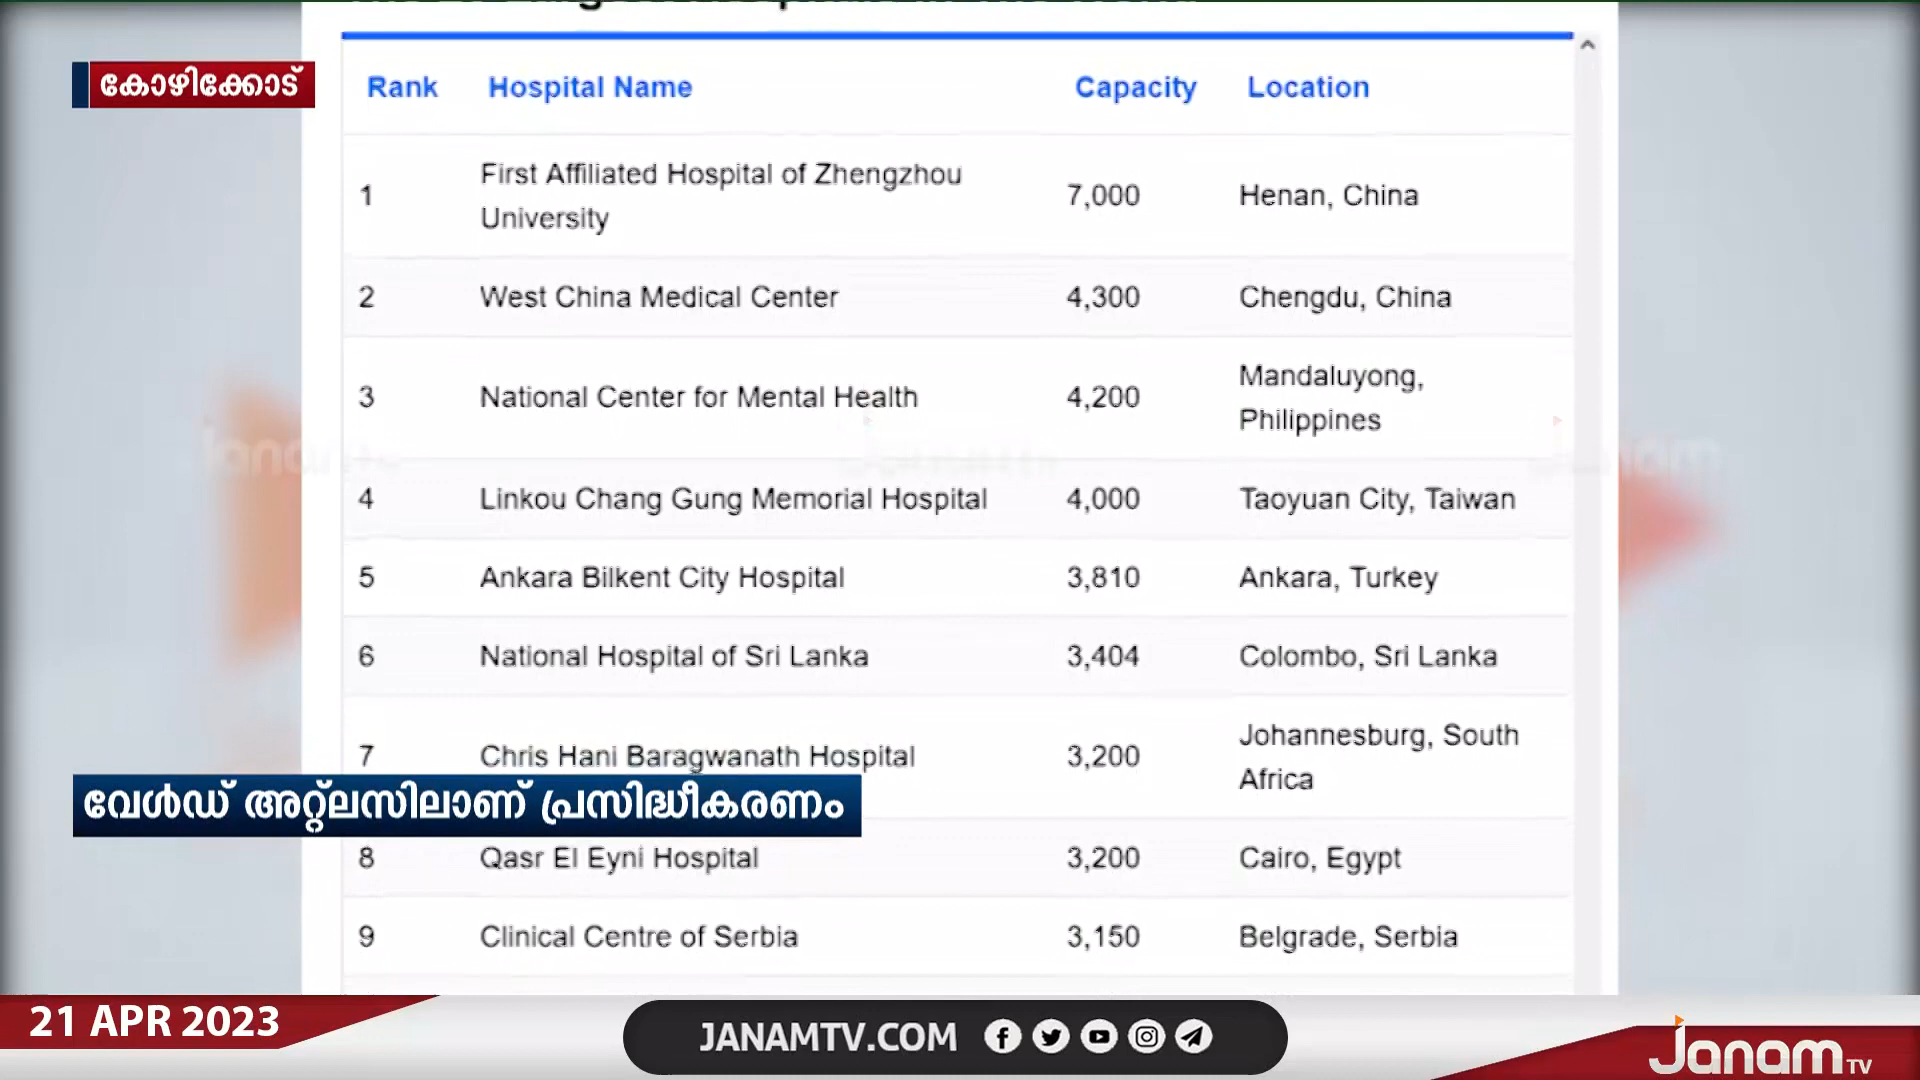 കോഴിക്കോട്
Rank Hospital Name Capacity Location
1 First Affiliated Hospital of Zhengzhou University 7,000 Henan, China
2 West China Medical Center 4,300 Chengdu, China
3 National Center for Mental Health 4,200 Mandaluyong, Philippines
4 Linkou Chang Gung Memorial Hospital 4,000 Taoyuan City, Taiwan
5 Ankara Bilkent City Hospital 3,810 Ankara, Turkey
6 National Hospital of Sri Lanka 3,404 Colombo, Sri Lanka
7 Chris Hani Baragwanath Hospital 3,200 Johannesburg, South Africa
വേൾഡ് അറ്റ്ലസിലാണ് പ്രസിദ്ധീകരണം
8 Qasr El Eyni Hospital 3,200 Cairo, Egypt
9 Clinical Centre of Serbia 3,150 Belgrade, Serbia
21 APR 2023
JANAMTV.COM
Janam TV